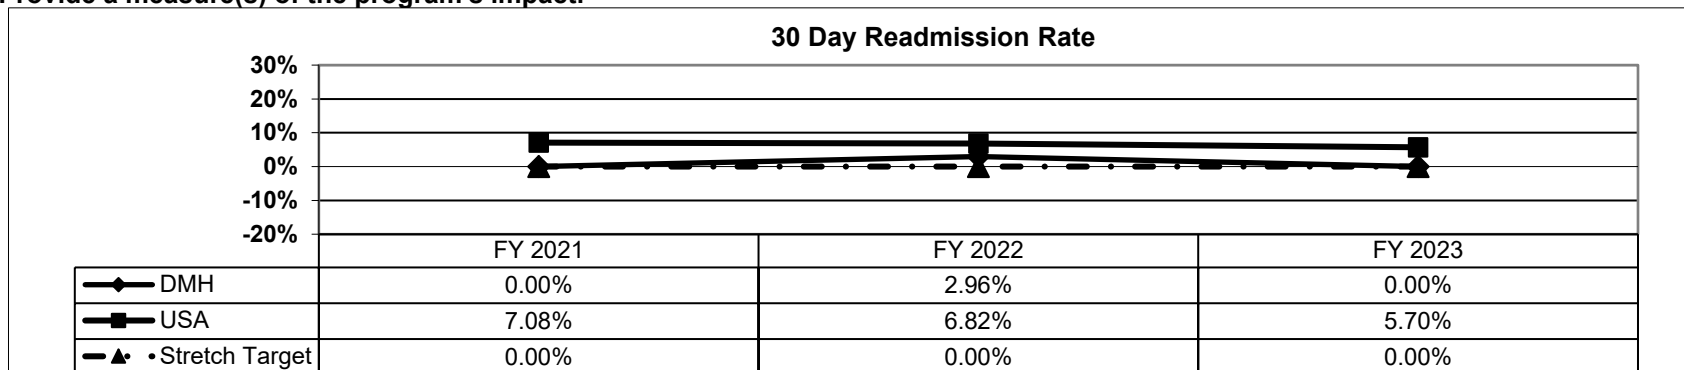 Provide a measure(s) of the program's impact.
30 Day Readmission Rate
30%
20%
10%
0%
-10%
-20%
FY 2021 FY 2022 FY 2023
DMH 0.00% 2.96% 0.00%
USA 7.08% 6.82% 5.70%
Stretch Target 0.00% 0.00% 0.00%